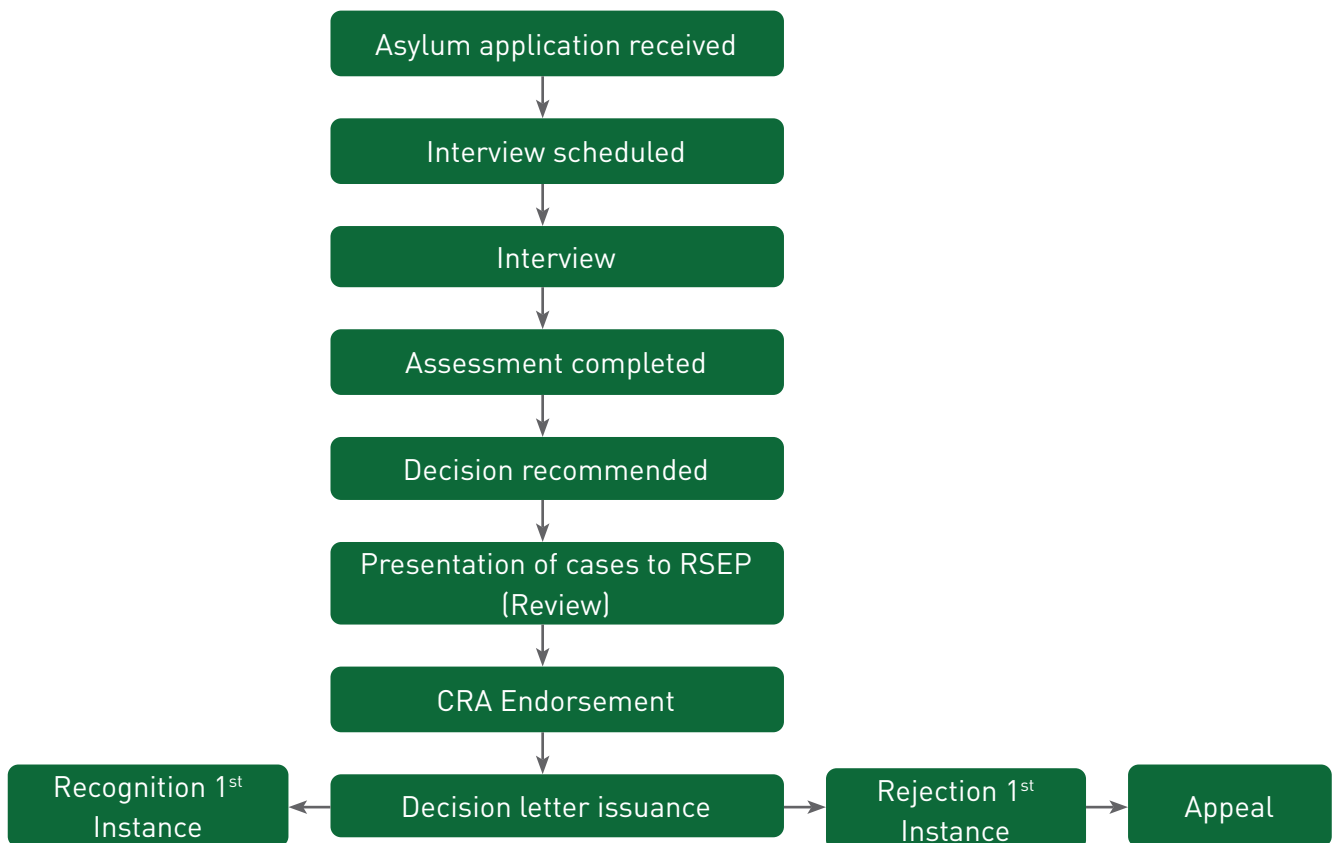 Asylum application received
Interview scheduled
Interview
Assessment completed
Decision recommended
Presentation of cases to RSEP
(Review)
CRA Endorsement
Recognition 1st
Instance
Decision letter issuance
Rejection 1st
Instance
Appeal